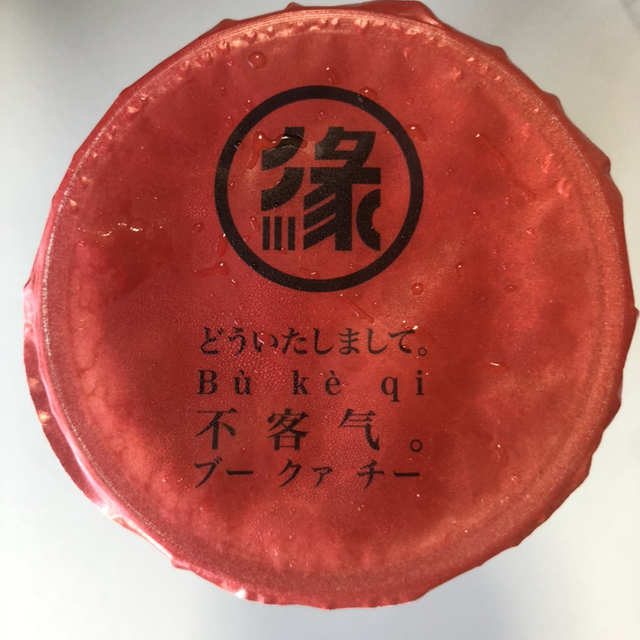 縁
どういたしまして。
Bù kè qi
不客气。
ブー クァ チー